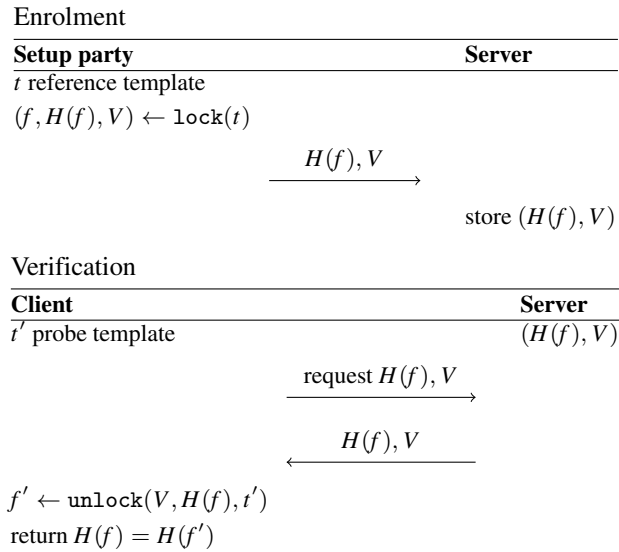 Enrolment
Setup party Server
t reference template
(f, H(f), V) ← lock(t)
H(f), V
store (H(f), V)
Verification
Client Server
t′ probe template (H(f), V)
request H(f), V
H(f), V
f′ ← unlock(V, H(f), t′)
return H(f) = H(f′)